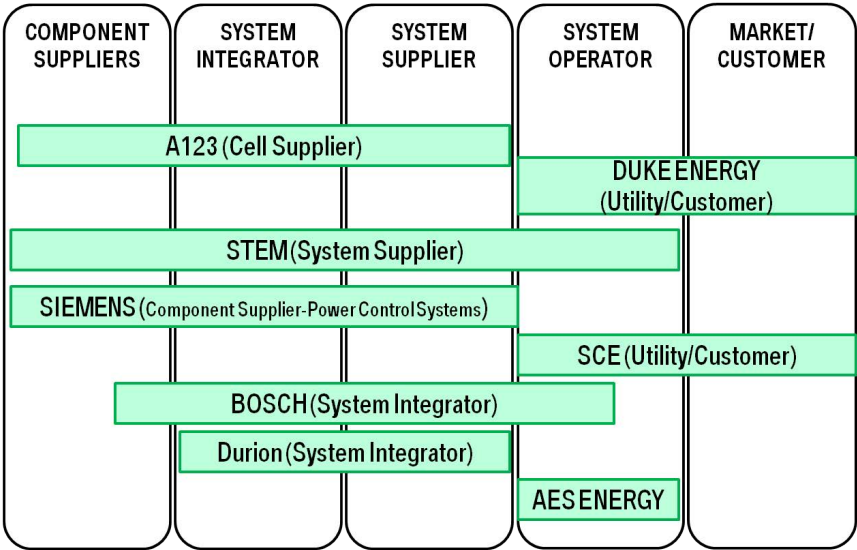 COMPONENT SUPPLIERS
SYSTEM INTEGRATOR
SYSTEM SUPPLIER
SYSTEM OPERATOR
MARKET/ CUSTOMER
A123 (Cell Supplier)
DUKE ENERGY
(Utility/Customer)
STEM (System Supplier)
SIEMENS (Component Supplier-Power Control Systems)
SCE (Utility/Customer)
BOSCH (System Integrator)
Durion (System Integrator)
AES ENERGY